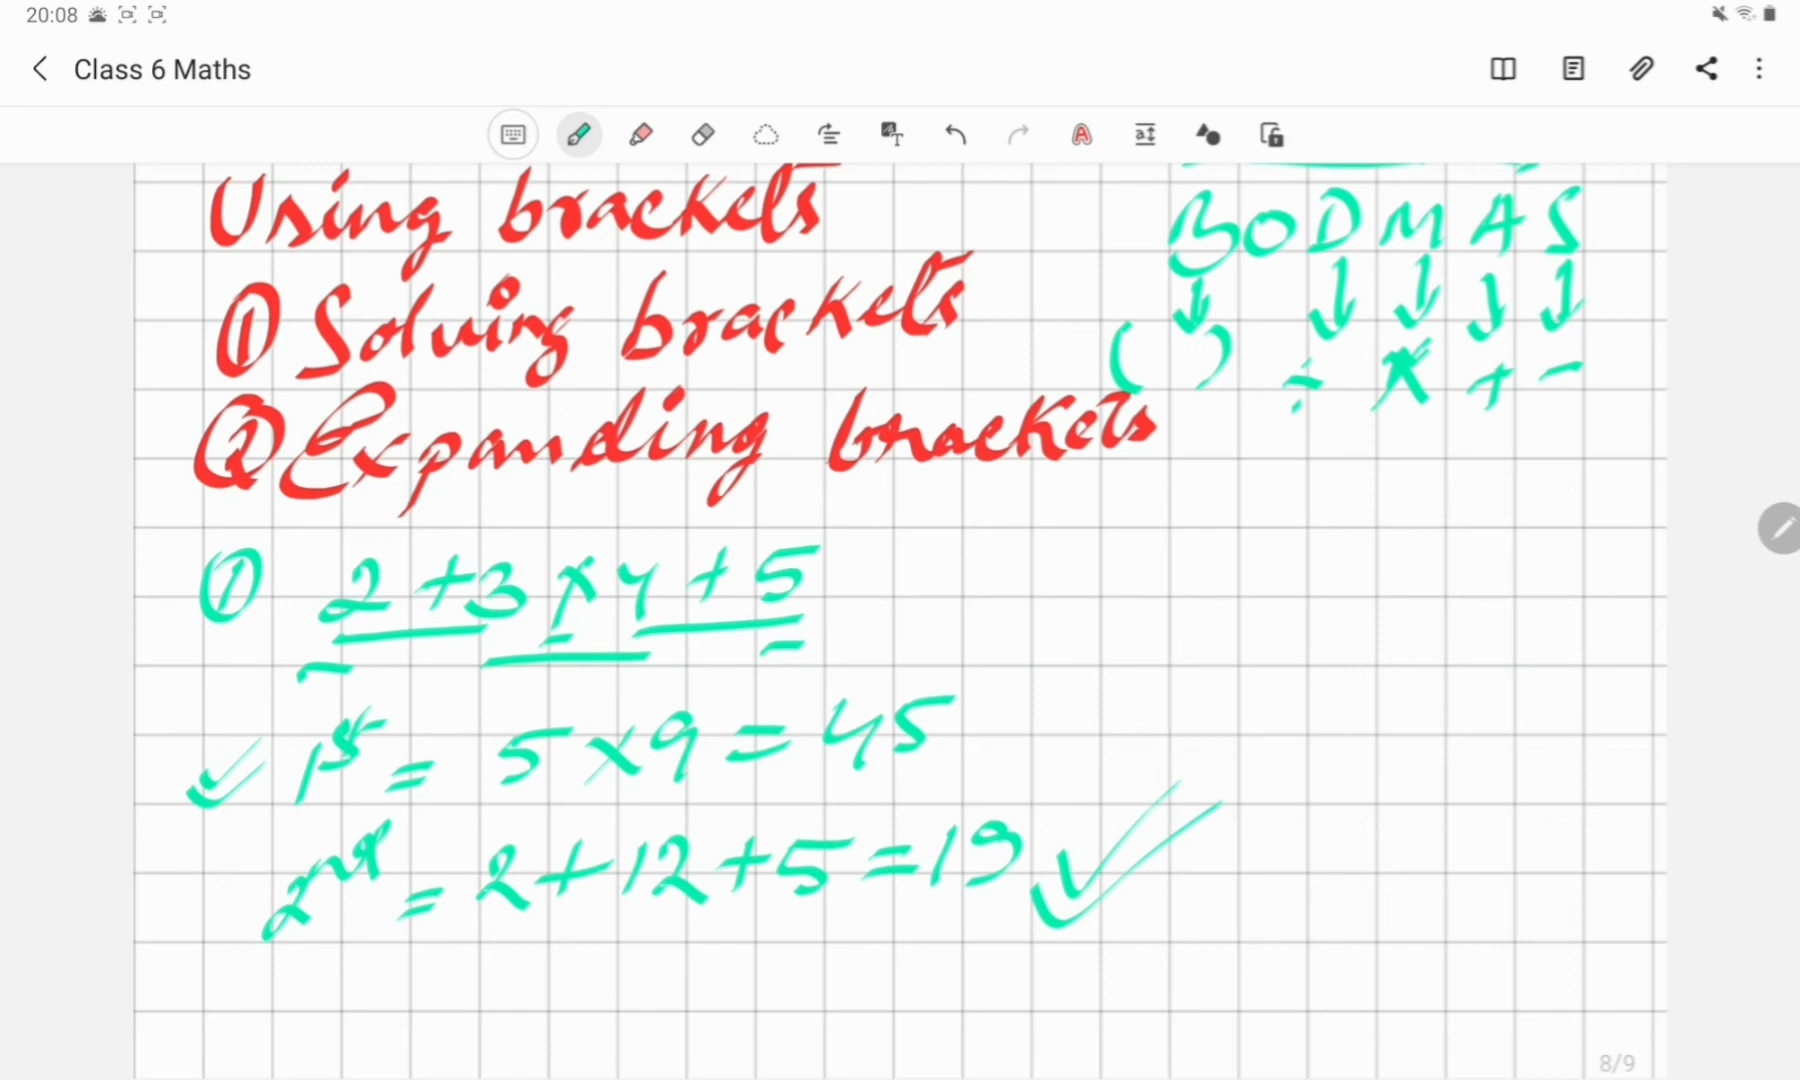 20:08
Class 6 Maths
Using brackets
① Solving brackets
② Expanding brackets
BODMAS
( ) ÷ × + -
① 2+3×4+5
1st = 5×9=45
2nd = 2+12+5=19
8/9